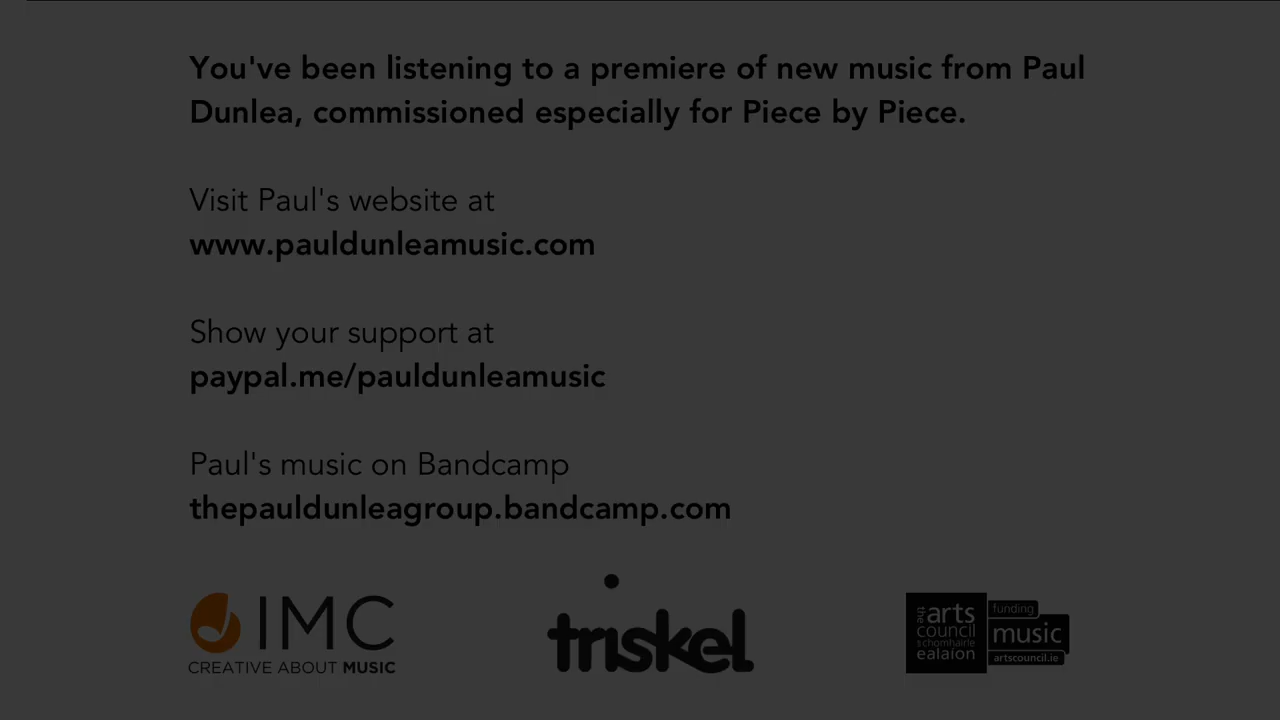 You've been listening to a premiere of new music from Paul
Dunlea, commissioned especially for Piece by Piece.
Visit Paul's website at
www.pauldunleamusic.com
Show your support at
paypal.me/pauldunleamusic
Paul's music on Bandcamp
thepauldunleagroup.bandcamp.com
IMC
CREATIVE ABOUT MUSIC
triskel
the arts
council
schomhairle
ealaíon
funding
music
artscouncil.ie